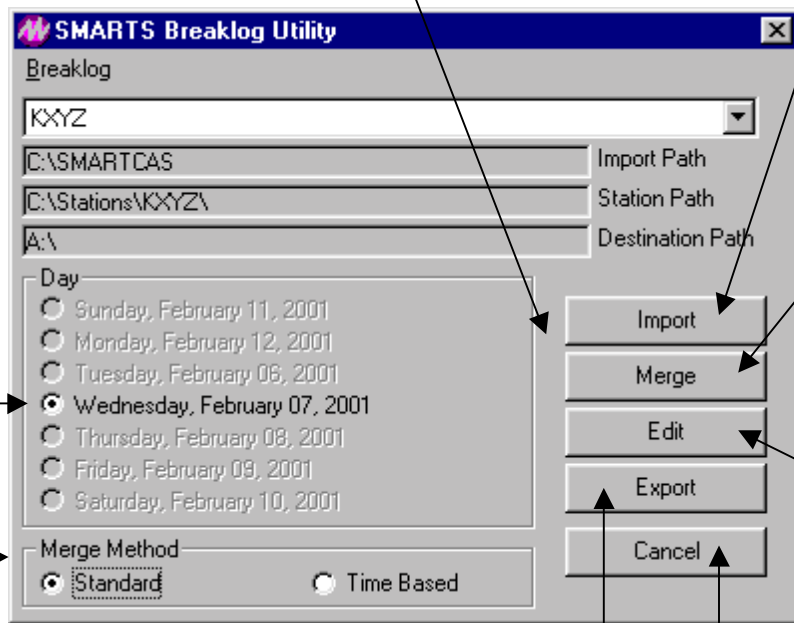 SMARTS Breaklog Utility
Breaklog
KXYZ
C:\SMARTCAS Import Path
C:\Stations\KXYZ\ Station Path
A:\ Destination Path
Day
Sunday, February 11, 2001
Monday, February 12, 2001
Tuesday, February 06, 2001
Wednesday, February 07, 2001
Thursday, February 08, 2001
Friday, February 09, 2001
Saturday, February 10, 2001
Import
Merge
Edit
Export
Cancel
Merge Method
Standard Time Based